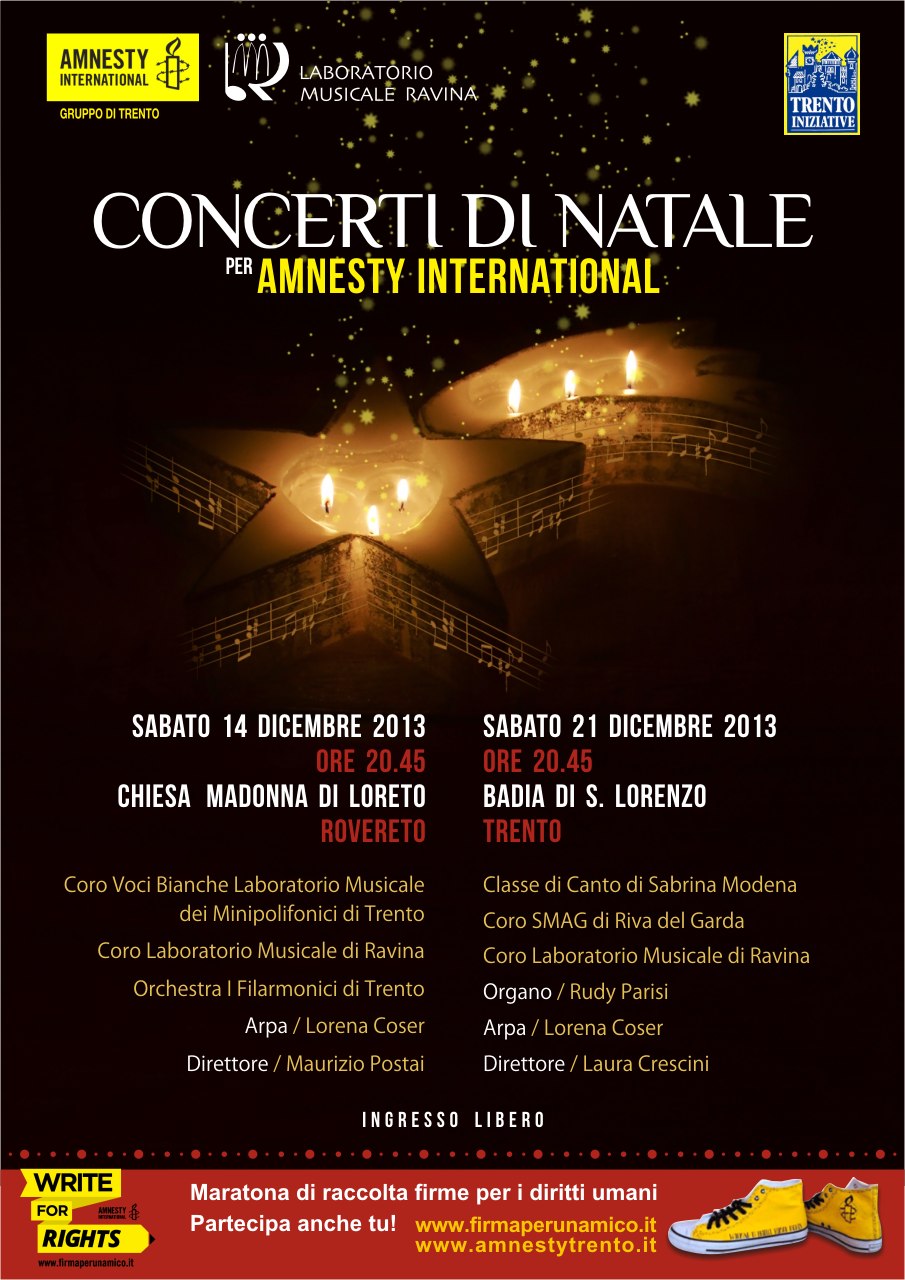 AMNESTY
INTERNATIONAL
GRUPPO DI TRENTO
LABORATORIO
MUSICALE RAVINA
TRENTO
INIZIATIVE
CONCERTI DI NATALE
PER AMNESTY INTERNATIONAL
SABATO 14 DICEMBRE 2013
ORE 20.45
CHIESA MADONNA DI LORETO
ROVERETO
Coro Voci Bianche Laboratorio Musicale
dei Minipolifonici di Trento
Coro Laboratorio Musicale di Ravina
Orchestra I Filarmonici di Trento
Arpa / Lorena Coser
Direttore / Maurizio Postai
SABATO 21 DICEMBRE 2013
ORE 20.45
BADIA DI S. LORENZO
TRENTO
Classe di Canto di Sabrina Modena
Coro SMAG di Riva del Garda
Coro Laboratorio Musicale di Ravina
Organo / Rudy Parisi
Arpa / Lorena Coser
Direttore / Laura Crescini
INGRESSO LIBERO
WRITE
FOR
RIGHTS
AMNESTY
INTERNATIONAL
www.firmaperunamico.it
Maratona di raccolta firme per i diritti umani
Partecipa anche tu! www.firmaperunamico.it
www.amnestytrento.it